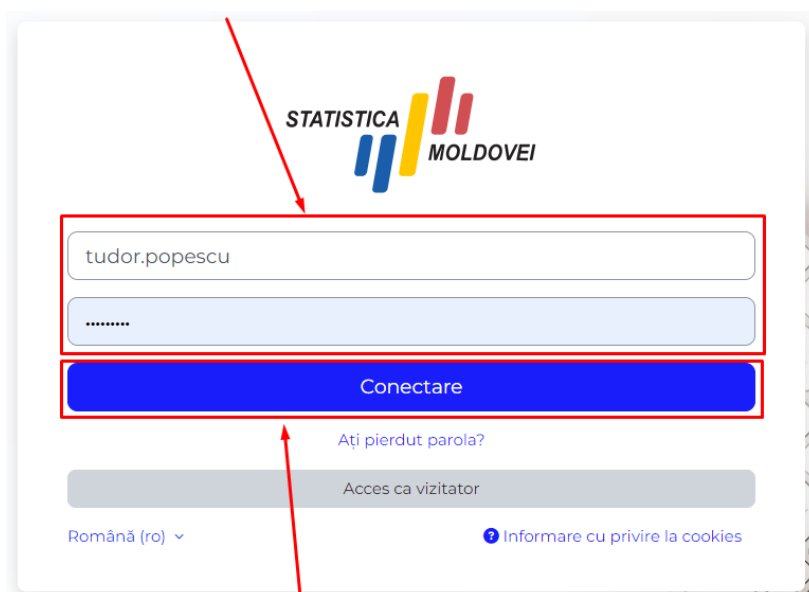 STATISTICA
MOLDOVEI
tudor.popescu
•••••••••
Conectare
Ați pierdut parola?
Acces ca vizitator
Română (ro)
Informare cu privire la cookies